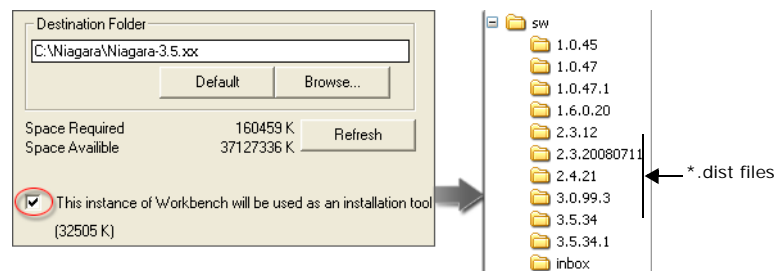 Destination Folder
C:\Niagara\Niagara-3.5.xx
Default
Browse...
Space Required 160459 K
Space Availible 37127336 K
Refresh
This instance of Workbench will be used as an installation tool
(32505 K)
sw
1.0.45
1.0.47
1.0.47.1
1.6.0.20
2.3.12
2.3.20080711
2.4.21
3.0.99.3
3.5.34
3.5.34.1
inbox
*.dist files